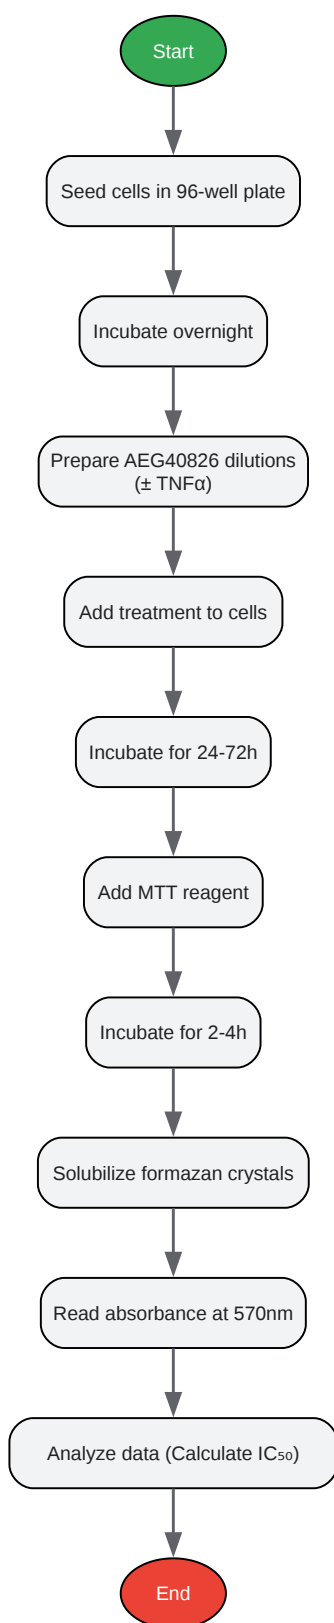 Start
Seed cells in 96-well plate
Incubate overnight
Prepare AEG40826 dilutions
(± TNFα)
Add treatment to cells
Incubate for 24-72h
Add MTT reagent
Incubate for 2-4h
Solubilize formazan crystals
Read absorbance at 570nm
Analyze data (Calculate IC₅₀)
End